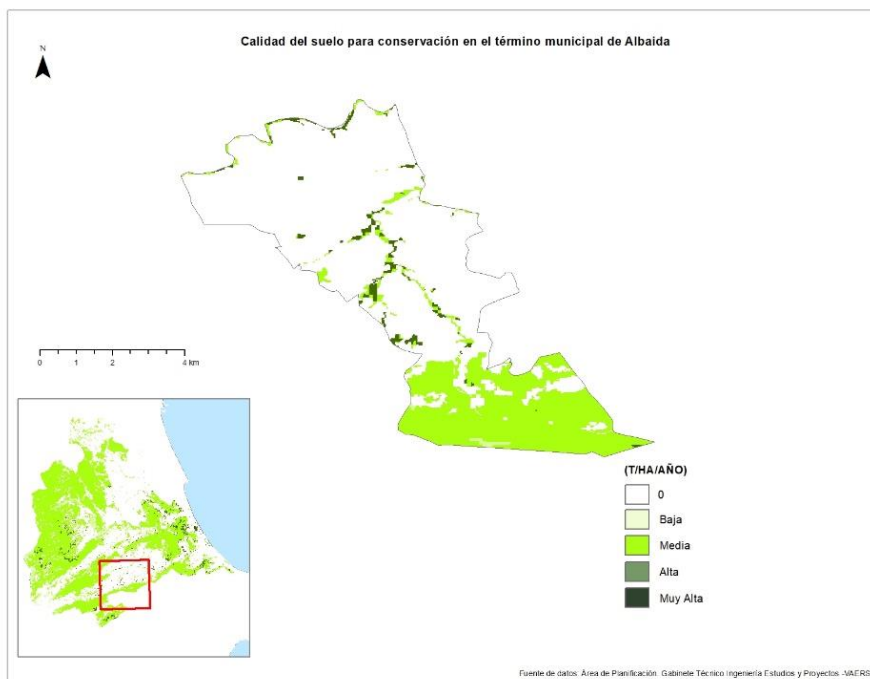 Calidad del suelo para conservación en el término municipal de Albaida
N
0 1 2 4 km
(T/HA/AÑO)
0
Baja
Media
Alta
Muy Alta
Fuente de datos: Área de Planificación. Gabinete Técnico Ingeniería Estudios y Proyectos -VAERSA